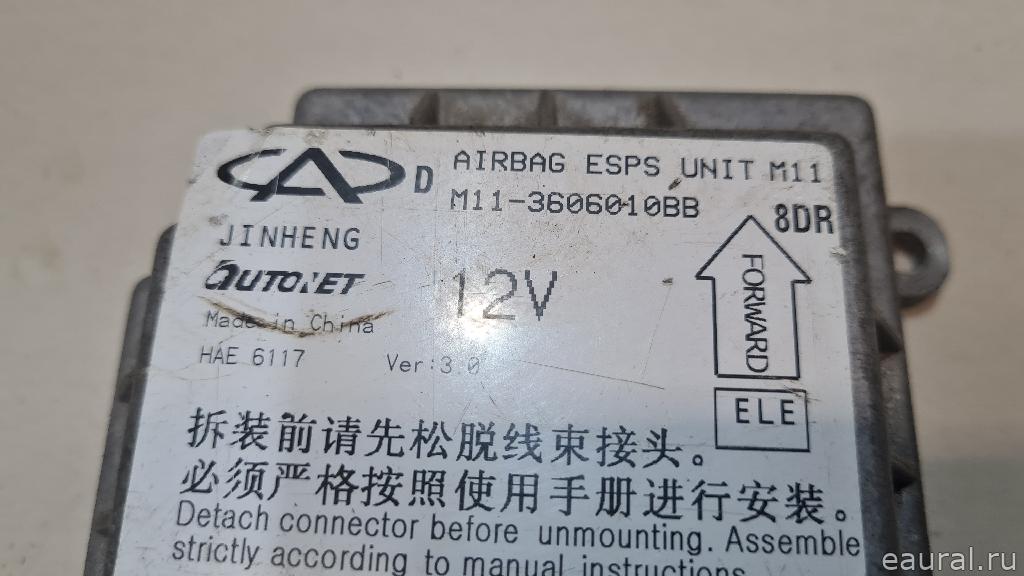 D AIRBAG ESPS UNIT M11
M11-3606010BB
8DR
JINHENG
AUTONET
12V
FORWARD
Made in China
HAE 6117 Ver:3.0
ELE
拆装前请先松脱线束接头。
必须严格按照使用手册进行安装。
Detach connector before unmounting. Assemble
strictly according to manual instructions.
eaural.ru